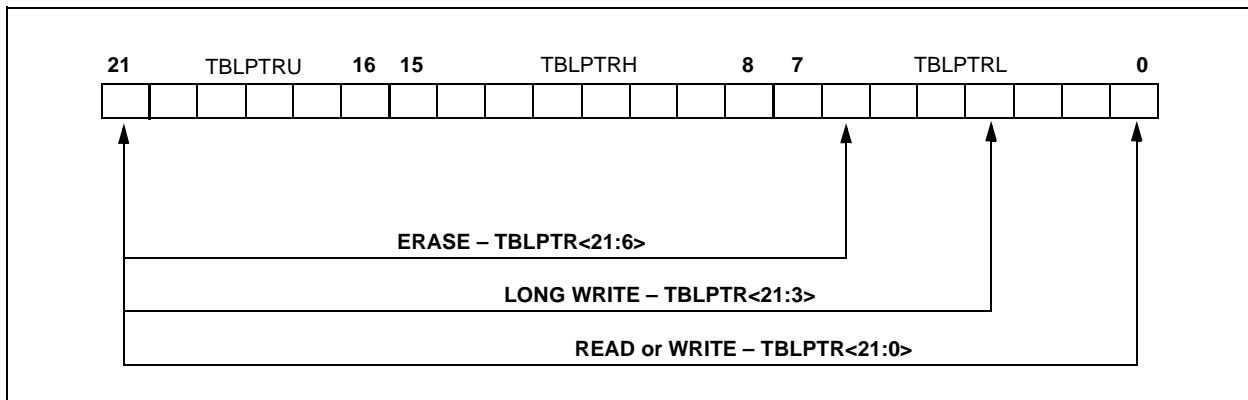 21 TBLPTRU 16 15 TBLPTRH 8 7 TBLPTRL 0
ERASE – TBLPTR<21:6>
LONG WRITE – TBLPTR<21:3>
READ or WRITE – TBLPTR<21:0>